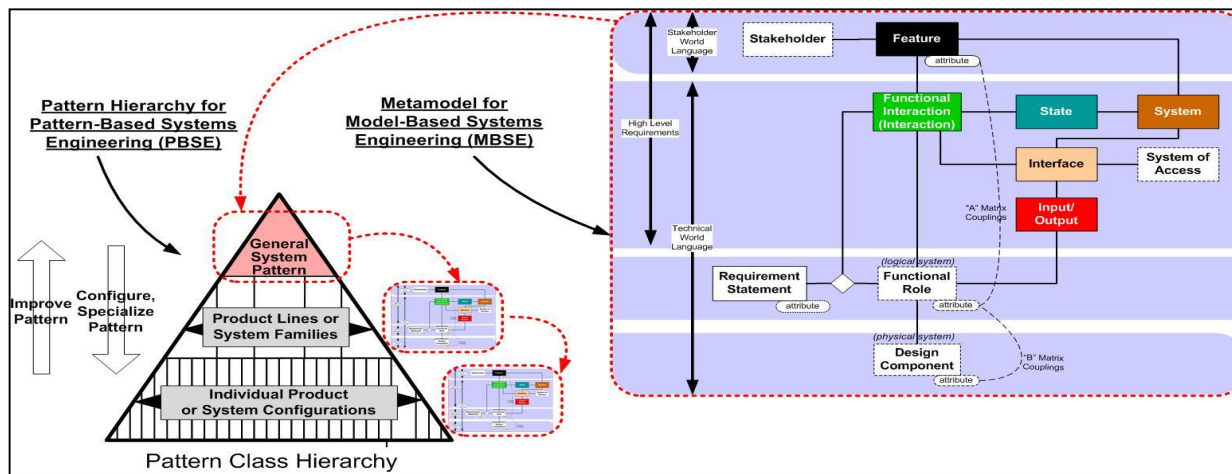 Pattern Hierarchy for
Pattern-Based Systems
Engineering (PBSE)
Metamodel for
Model-Based Systems
Engineering (MBSE)
Improve
Pattern
Configure,
Specialize
Pattern
General
System
Pattern
Product Lines or
System Families
Individual Product
or System Configurations
Pattern Class Hierarchy
Stakeholder
World
Language
High Level
Requirements
Technical
World
Language
Stakeholder
Feature
attribute
Functional
Interaction
(Interaction)
State
System
Interface
System of
Access
Input/
Output
"A" Matrix
Couplings
Requirement
Statement
attribute
(logical system)
Functional
Role
attribute
(physical system)
Design
Component
attribute
"B" Matrix
Couplings